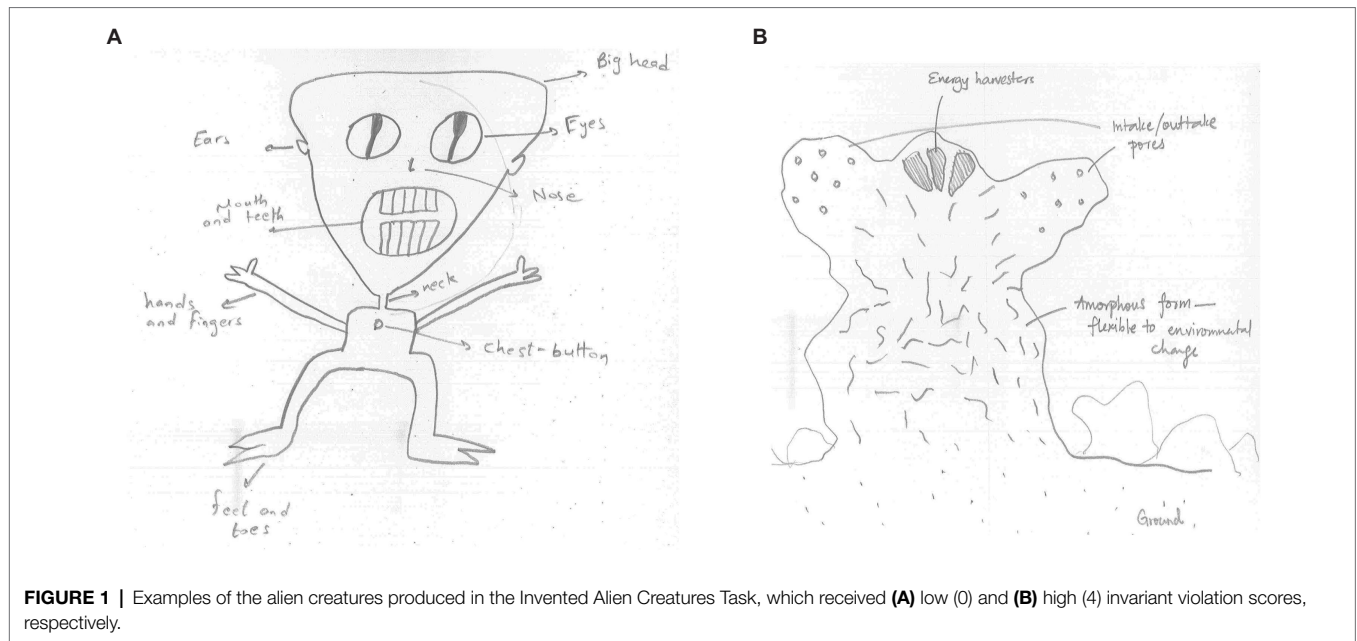 A
Big head
Eyes
Ears
Nose
Mouth
and teeth
neck
hands
and fingers
chest-button
feet and
toes
B
Energy harvesters
Intake/outtake
pores
Amorphous form —
flexible to environmatal
change
Ground
FIGURE 1 | Examples of the alien creatures produced in the Invented Alien Creatures Task, which received (A) low (0) and (B) high (4) invariant violation scores,
respectively.